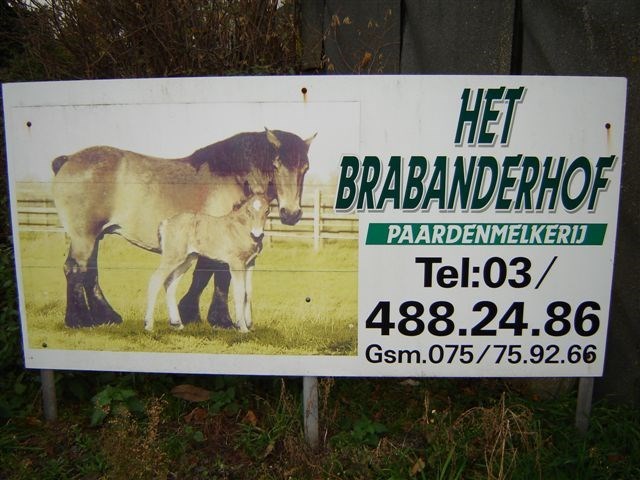 HET
BRABANDERHOF
PAARDENMELKERIJ
Tel:03/
488.24.86
Gsm.075/75.92.66